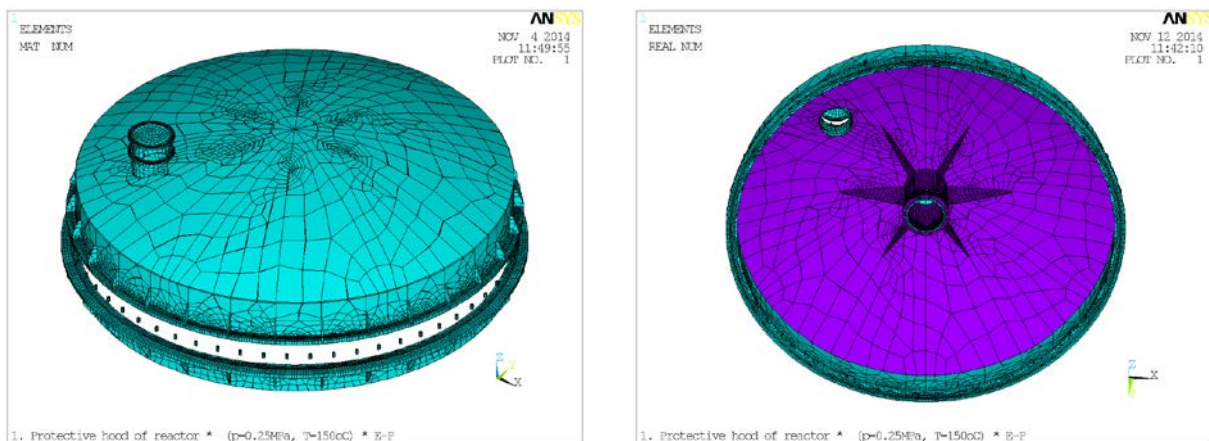 1
ANSYS
ELEMENTS
MAT NUM
NOV 4 2014
11:49:55
PLOT NO. 1
Z
Y
X
1. Protective hood of reactor * (p=0.25MPa, T=150oC) * E-P
1
ANSYS
ELEMENTS
REAL NUM
NOV 12 2014
11:42:10
PLOT NO. 1
Z
X
Y
1. Protective hood of reactor * (p=0.25MPa, T=150oC) * E-P